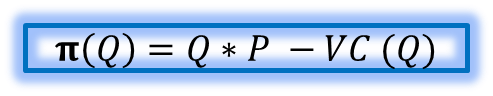 π(Q) = Q * P − VC (Q)